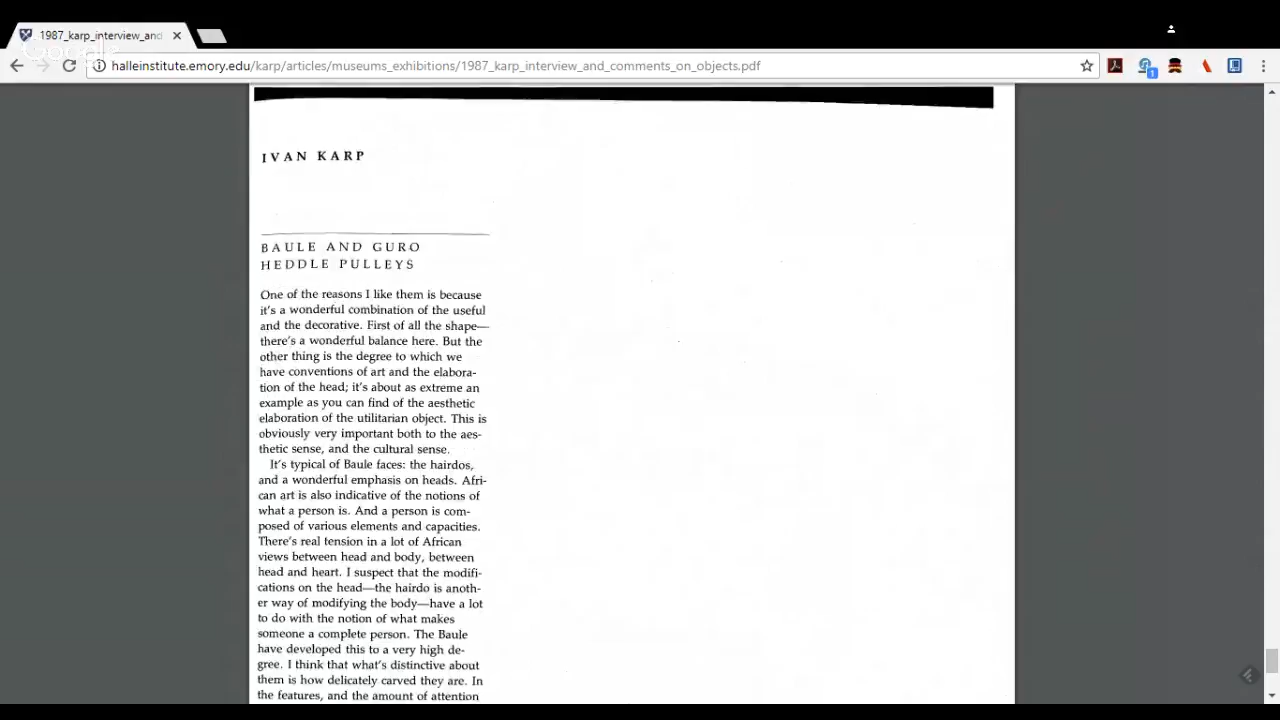 1987_karp_interview_and
Google
halleinstitute.emory.edu/karp/articles/museums_exhibitions/1987_karp_interview_and_comments_on_objects.pdf
1
IVAN KARP
BAULE AND GURO
HEDDLE PULLEYS
One of the reasons I like them is because
it's a wonderful combination of the useful
and the decorative. First of all the shape—
there's a wonderful balance here. But the
other thing is the degree to which we
have conventions of art and the elabora-
tion of the head; it's about as extreme an
example as you can find of the aesthetic
elaboration of the utilitarian object. This is
obviously very important both to the aes-
thetic sense, and the cultural sense.
It's typical of Baule faces: the hairdos,
and a wonderful emphasis on heads. Afri-
can art is also indicative of the notions of
what a person is. And a person is com-
posed of various elements and capacities.
There's real tension in a lot of African
views between head and body, between
head and heart. I suspect that the modifi-
cations on the head—the hairdo is anoth-
er way of modifying the body—have a lot
to do with the notion of what makes
someone a complete person. The Baule
have developed this to a very high de-
gree. I think that what's distinctive about
them is how delicately carved they are. In
the features, and the amount of attention